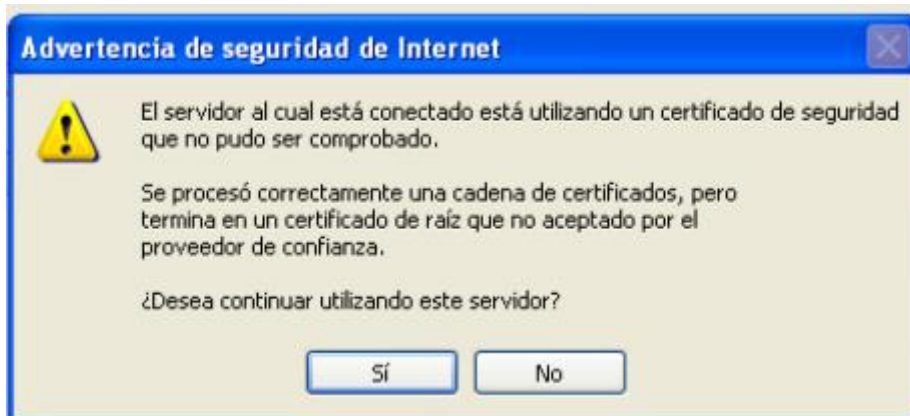 Advertencia de seguridad de Internet
El servidor al cual está conectado está utilizando un certificado de seguridad
que no pudo ser comprobado.
Se procesó correctamente una cadena de certificados, pero
termina en un certificado de raíz que no aceptado por el
proveedor de confianza.
¿Desea continuar utilizando este servidor?
Sí No